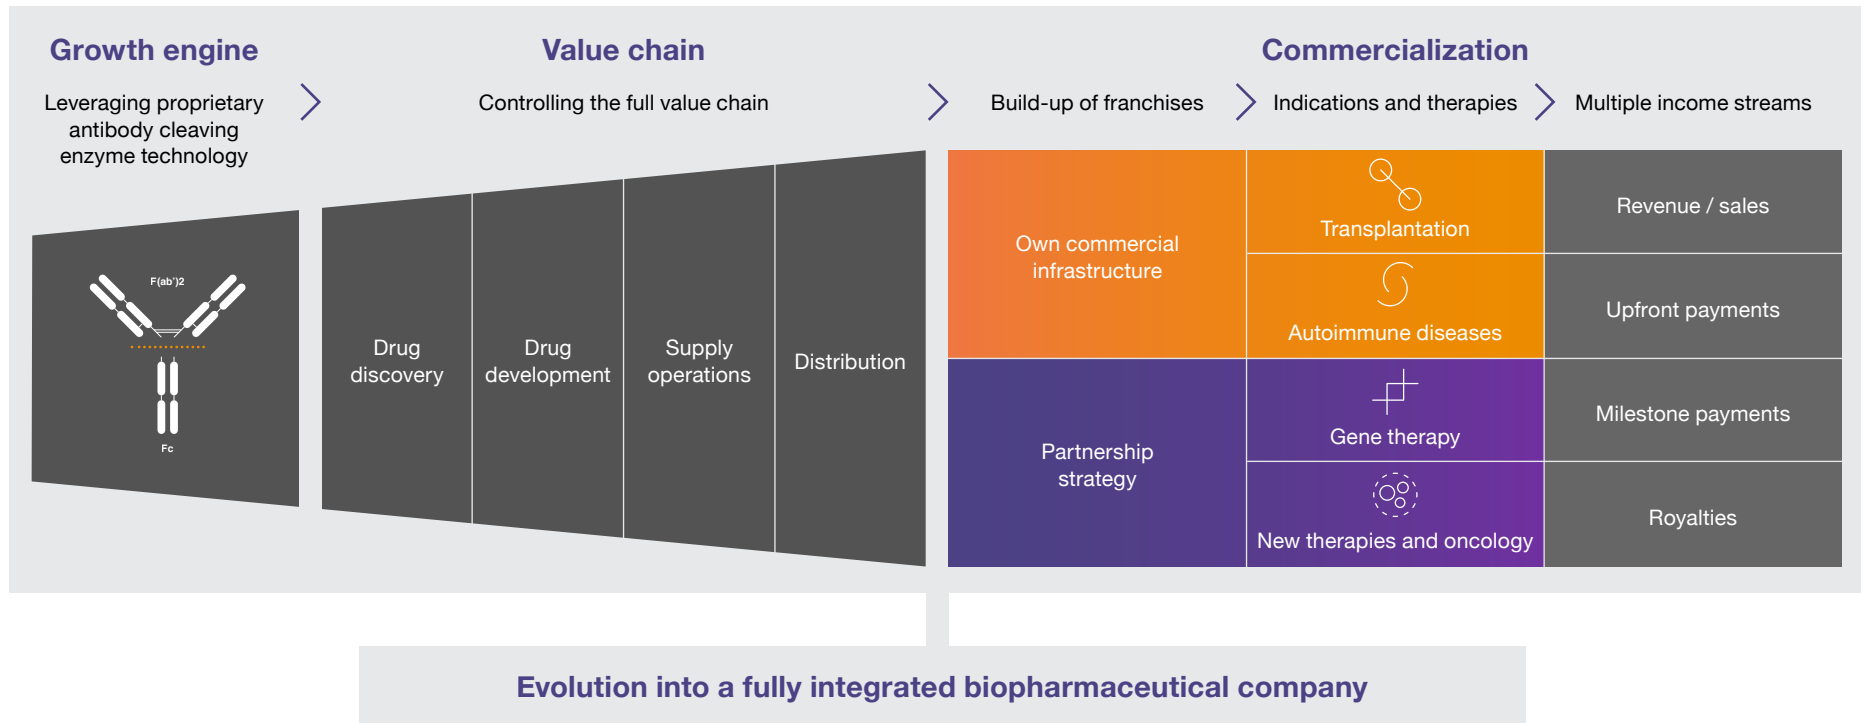 Growth engine
Leveraging proprietary
antibody cleaving
enzyme technology
F(ab')2
Fc
Value chain
Controlling the full value chain
Drug
discovery
Drug
development
Supply
operations
Distribution
Commercialization
Build-up of franchises
Indications and therapies
Multiple income streams
Own commercial
infrastructure
Partnership
strategy
Transplantation
Autoimmune diseases
Gene therapy
New therapies and oncology
Revenue / sales
Upfront payments
Milestone payments
Royalties
Evolution into a fully integrated biopharmaceutical company